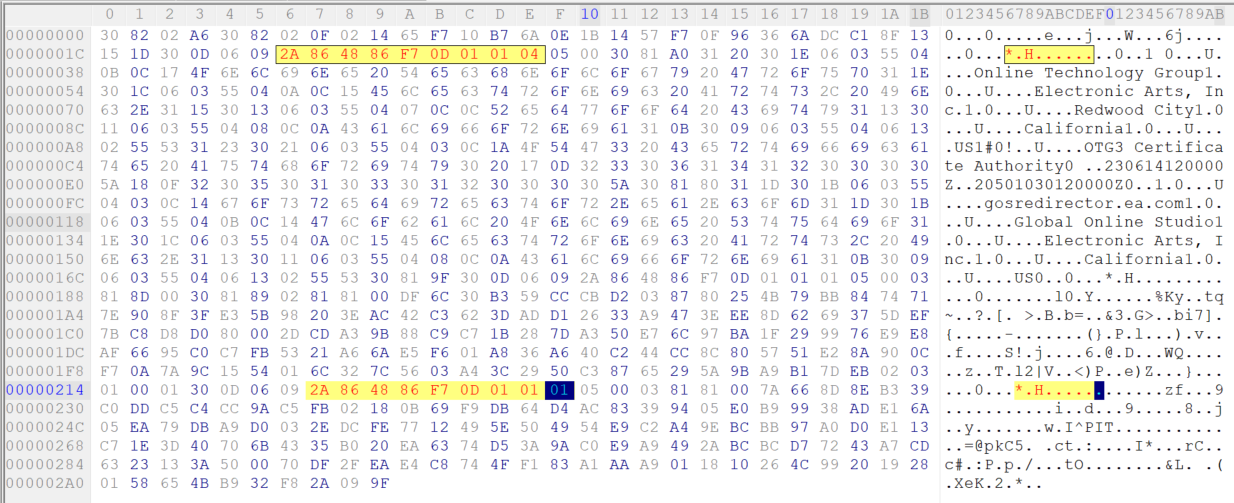 0 1 2 3 4 5 6 7 8 9 A B C D E F 10 11 12 13 14 15 16 17 18 19 1A 1B 0123456789ABCDEF0123456789AB
00000000 30 82 02 A6 30 82 02 0F 02 14 65 F7 10 B7 6A 0E 1B 14 57 F7 0F 96 36 6A DC C1 8F 13 0...0.....e...j...W...6j....
0000001C 15 1D 30 0D 06 09 2A 86 48 86 F7 0D 01 01 04 05 00 30 81 A0 31 20 30 1E 06 03 55 04 ..0...*.H........0..1 0...U.
00000038 0B 0C 17 4F 6E 6C 69 6E 65 20 54 65 63 68 6E 6F 6C 6F 67 79 20 47 72 6F 75 70 31 1E ...Online Technology Group1.
00000054 30 1C 06 03 55 04 0A 0C 15 45 6C 65 63 74 72 6F 6E 69 63 20 41 72 74 73 2C 20 49 6E 0...U....Electronic Arts, In
00000070 63 2E 31 15 30 13 06 03 55 04 07 0C 0C 52 65 64 77 6F 6F 64 20 43 69 74 79 31 13 30 c.1.0...U....Redwood City1.0
0000008C 11 06 03 55 04 08 0C 0A 43 61 6C 69 66 6F 72 6E 69 61 31 0B 30 09 06 03 55 04 06 13 ...U....California1.0...U...
000000A8 02 55 53 31 23 30 21 06 03 55 04 03 0C 1A 4F 54 47 33 20 43 65 72 74 69 66 69 63 61 .US1#0!..U....OTG3 Certifica
000000C4 74 65 20 41 75 74 68 6F 72 69 74 79 30 20 17 0D 32 33 30 36 31 34 31 32 30 30 30 30 te Authority0 ..230614120000
000000E0 5A 18 0F 32 30 35 30 31 30 33 30 31 32 30 30 30 30 5A 30 81 80 31 1D 30 1B 06 03 55 Z..20501030120000Z0..1.0...U
000000FC 04 03 0C 14 67 6F 73 72 65 64 69 72 65 63 74 6F 72 2E 65 61 2E 63 6F 6D 31 1D 30 1B ....gosredirector.ea.com1.0.
00000118 06 03 55 04 0B 0C 14 47 6C 6F 62 61 6C 20 4F 6E 6C 69 6E 65 20 53 74 75 64 69 6F 31 ..U....Global Online Studio1
00000134 1E 30 1C 06 03 55 04 0A 0C 15 45 6C 65 63 74 72 6F 6E 69 63 20 41 72 74 73 2C 20 49 .0...U....Electronic Arts, I
00000150 6E 63 2E 31 13 30 11 06 03 55 04 08 0C 0A 43 61 6C 69 66 6F 72 6E 69 61 31 0B 30 09 nc.1.0...U....California1.0.
0000016C 06 03 55 04 06 13 02 55 53 30 81 9F 30 0D 06 09 2A 86 48 86 F7 0D 01 01 01 05 00 03 ..U....US0..0...*.H.........
00000188 81 8D 00 30 81 89 02 81 81 00 DF 6C 30 B3 59 CC CB D2 03 87 80 25 4B 79 BB 84 74 71 ...0.......l0.Y......%Ky..tq
000001A4 7E 90 8F 3F E3 5B 98 20 3E AC 42 C3 62 3D AD D1 26 33 A9 47 3E EE 8D 62 69 37 5D EF ~..?.[. >.B.b=..&3.G>..bi7].
000001C0 7B C8 D8 D0 80 00 2D CD A3 9B 88 C9 C7 1B 28 7D A3 50 E7 6C 97 BA 1F 29 99 76 E9 E8 {.....-.......(}.P.l...).v..
000001DC AF 66 95 C0 C7 FB 53 21 A6 6A E5 F6 01 A8 36 A6 40 C2 44 CC 8C 80 57 51 E2 8A 90 0C .f....S!.j....6.@.D...WQ....
000001F8 F7 0A 7A 9C 15 54 01 6C 32 7C 56 03 A4 3C 29 50 C3 87 65 29 5A 9B A9 B1 7D EB 02 03 ..z..T.l2|V..<)P..e)Z...}...
00000214 01 00 01 30 0D 06 09 2A 86 48 86 F7 0D 01 01 01 05 00 03 81 81 00 7A 66 8D 8E B3 39 ...0...*.H............zf...9
00000230 C0 DD C5 C4 CC 9A C5 FB 02 18 0B 69 F9 DB 64 D4 AC 83 39 94 05 E0 B9 99 38 AD E1 6A ...........i..d...9.....8..j
0000024C 05 EA 79 DB A9 D0 03 2E DC FE 77 12 49 5E 50 49 54 E9 C2 A4 9E BC BB 97 A0 D0 E1 13 ..y.......w.I^PIT...........
00000268 C7 1E 3D 40 70 6B 43 35 B0 20 EA 63 74 D5 3A 9A C0 E9 A9 49 2A BC BC D7 72 43 A7 CD ..=@pkC5. .ct.:....I*...rC..
00000284 63 23 13 3A 50 00 70 DF 2F EA E4 C8 74 4F F1 83 A1 AA A9 01 18 10 26 4C 99 20 19 28 c#.:P.p./...tO........&L. .(
000002A0 01 58 65 4B B9 32 F8 2A 09 9F .XeK.2.*..